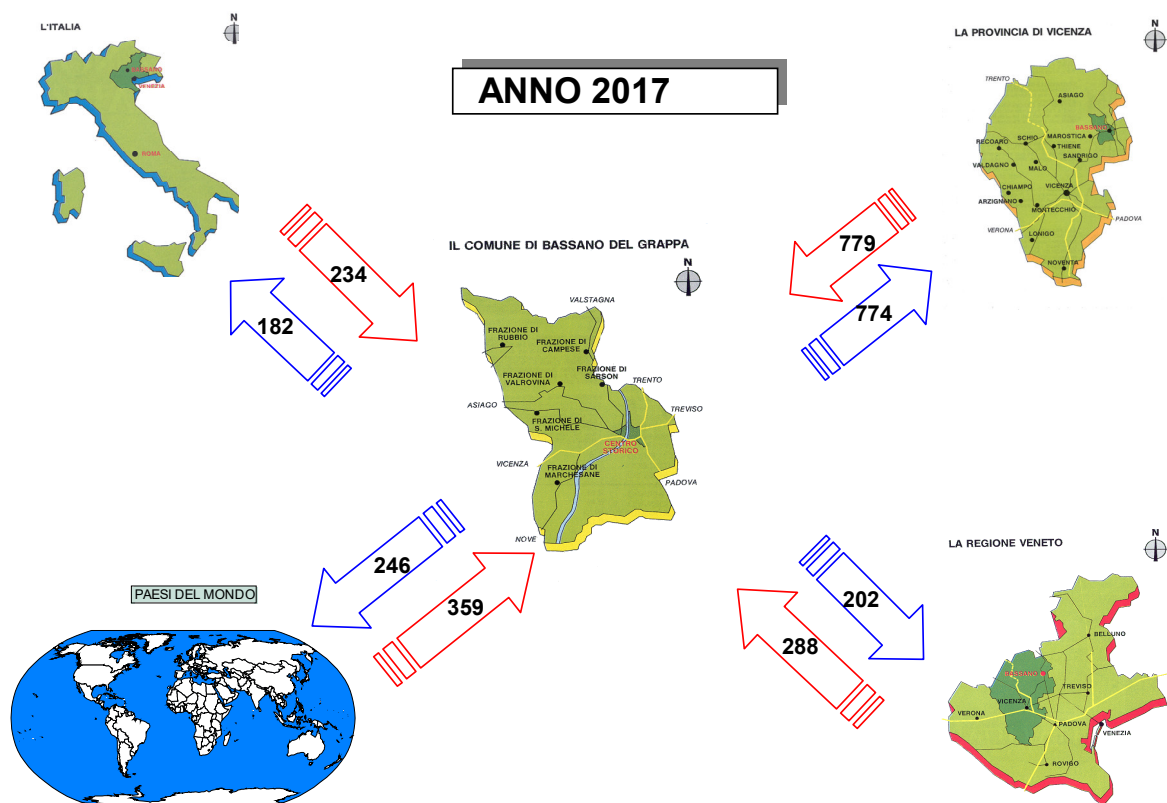 L'ITALIA
N
BASSANO
VENEZIA
ROMA
ANNO 2017
LA PROVINCIA DI VICENZA
N
TRENTO
ASIAGO
BASSANO
MAROSTICA
SCHIO
THIENE
RECOARO
SANDRIGO
VALDAGNO
MALO
CHIAMPO
VICENZA
ARZIGNANO
MONTECCHIO
PADOVA
VERONA
LONIGO
NOVENTA
234
182
779
774
IL COMUNE DI BASSANO DEL GRAPPA
N
VALSTAGNA
FRAZIONE DI
RUBBIO
FRAZIONE DI
CAMPESE
FRAZIONE DI
VALROVINA
FRAZIONE DI
SARSON
TRENTO
ASIAGO
TREVISO
FRAZIONE DI
S. MICHELE
CENTRO
STORICO
VICENZA
FRAZIONE DI
MARCHESANE
PADOVA
NOVE
246
359
202
288
PAESI DEL MONDO
LA REGIONE VENETO
N
BELLUNO
TREVISO
VICENZA
VERONA
PADOVA
VENEZIA
ROVIGO